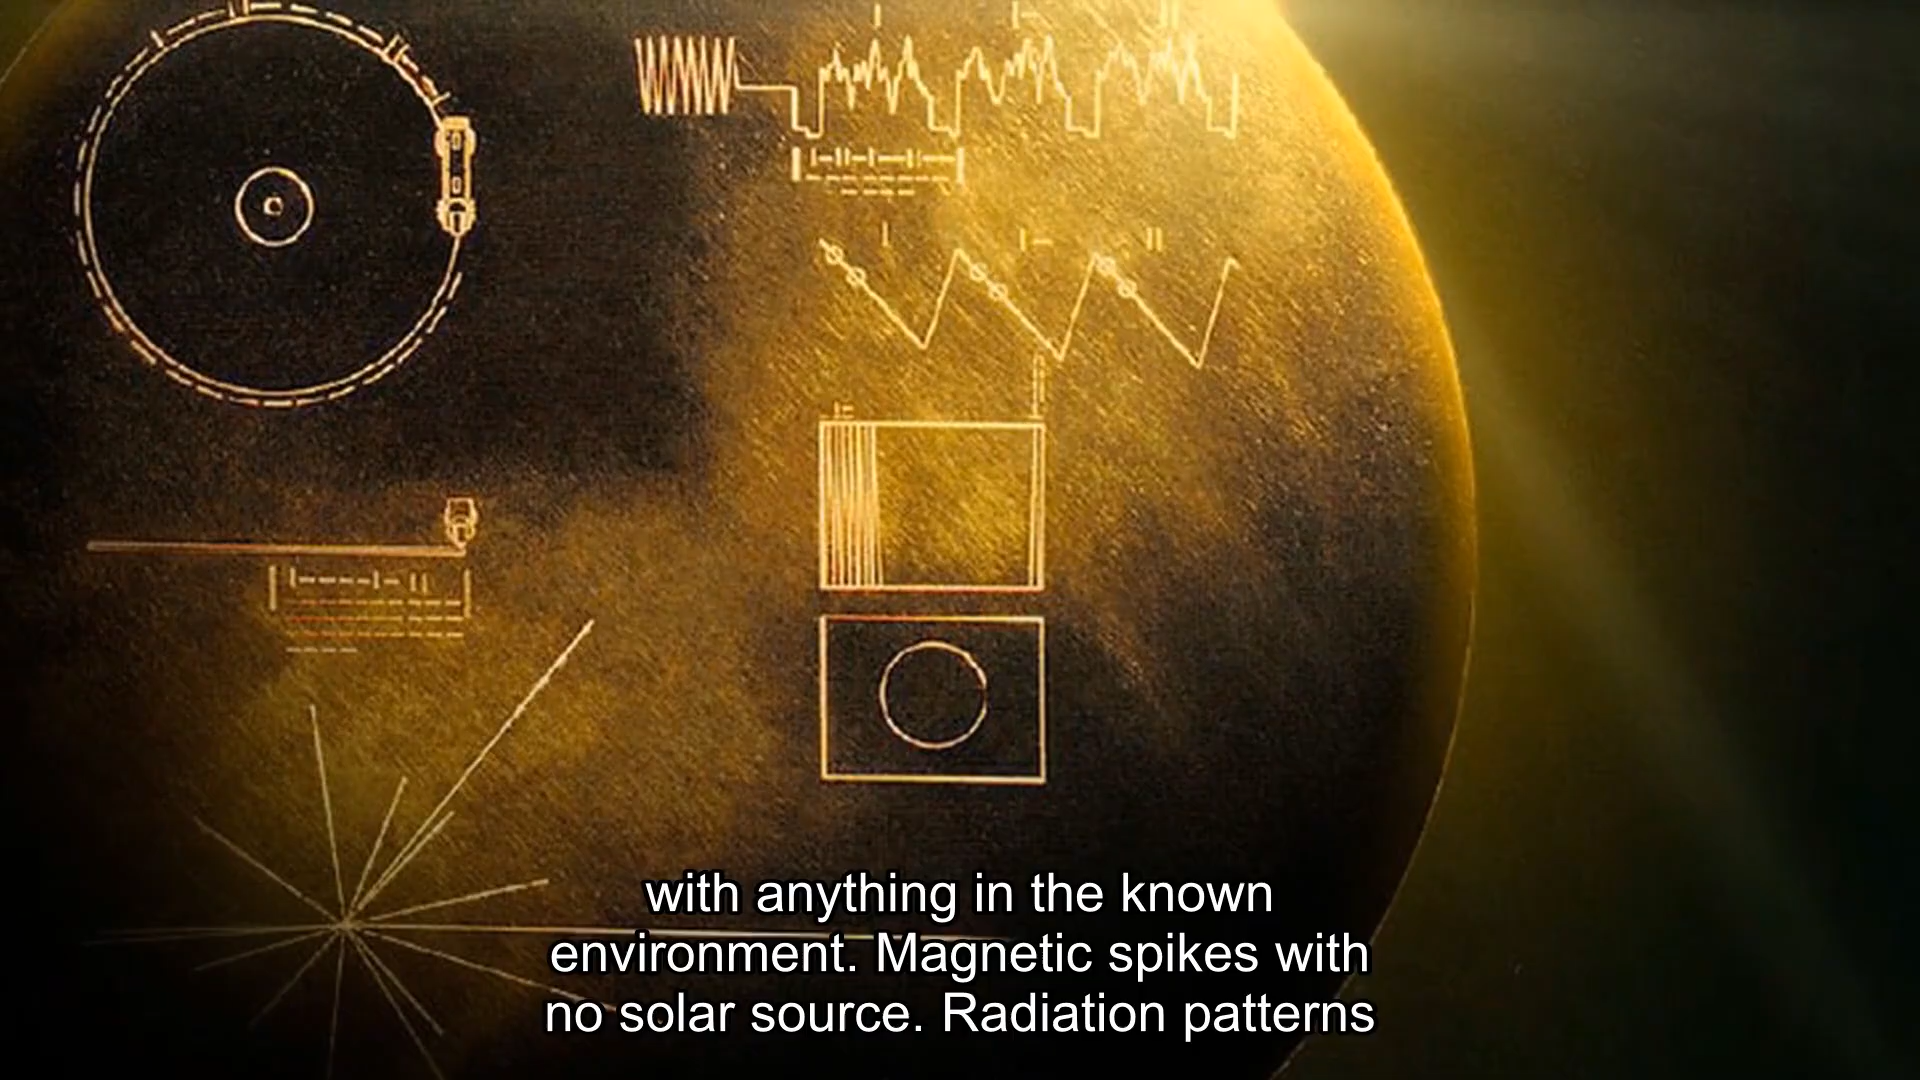 with anything in the known
environment. Magnetic spikes with
no solar source. Radiation patterns